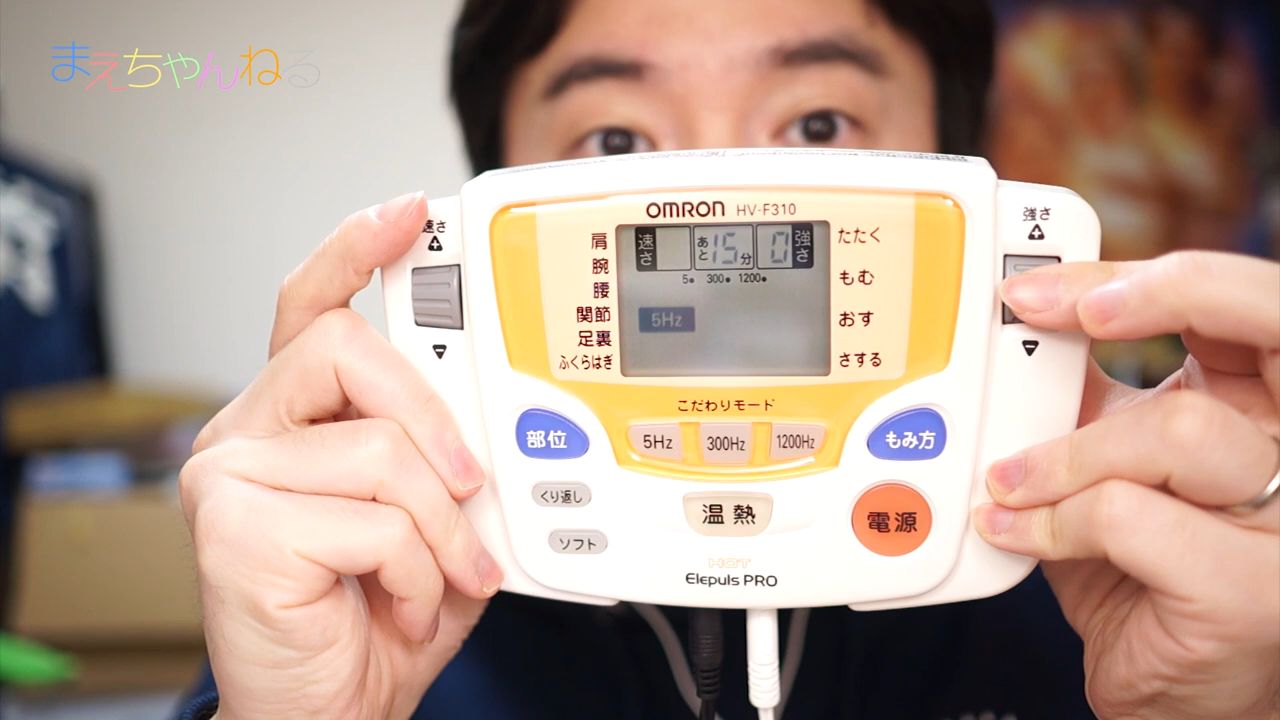 まえちゃんねる
OMRON HV-F310
速さ
強さ
肩
腕
腰
関節
足裏
ふくらはぎ
速さ あと 15分 0 強さ
5 300 1200
5Hz
たたく
もむ
おす
さする
こだわりモード
部位 5Hz 300Hz 1200Hz もみ方
くり返し
温熱
電源
ソフト
HOT
Elepuls PRO